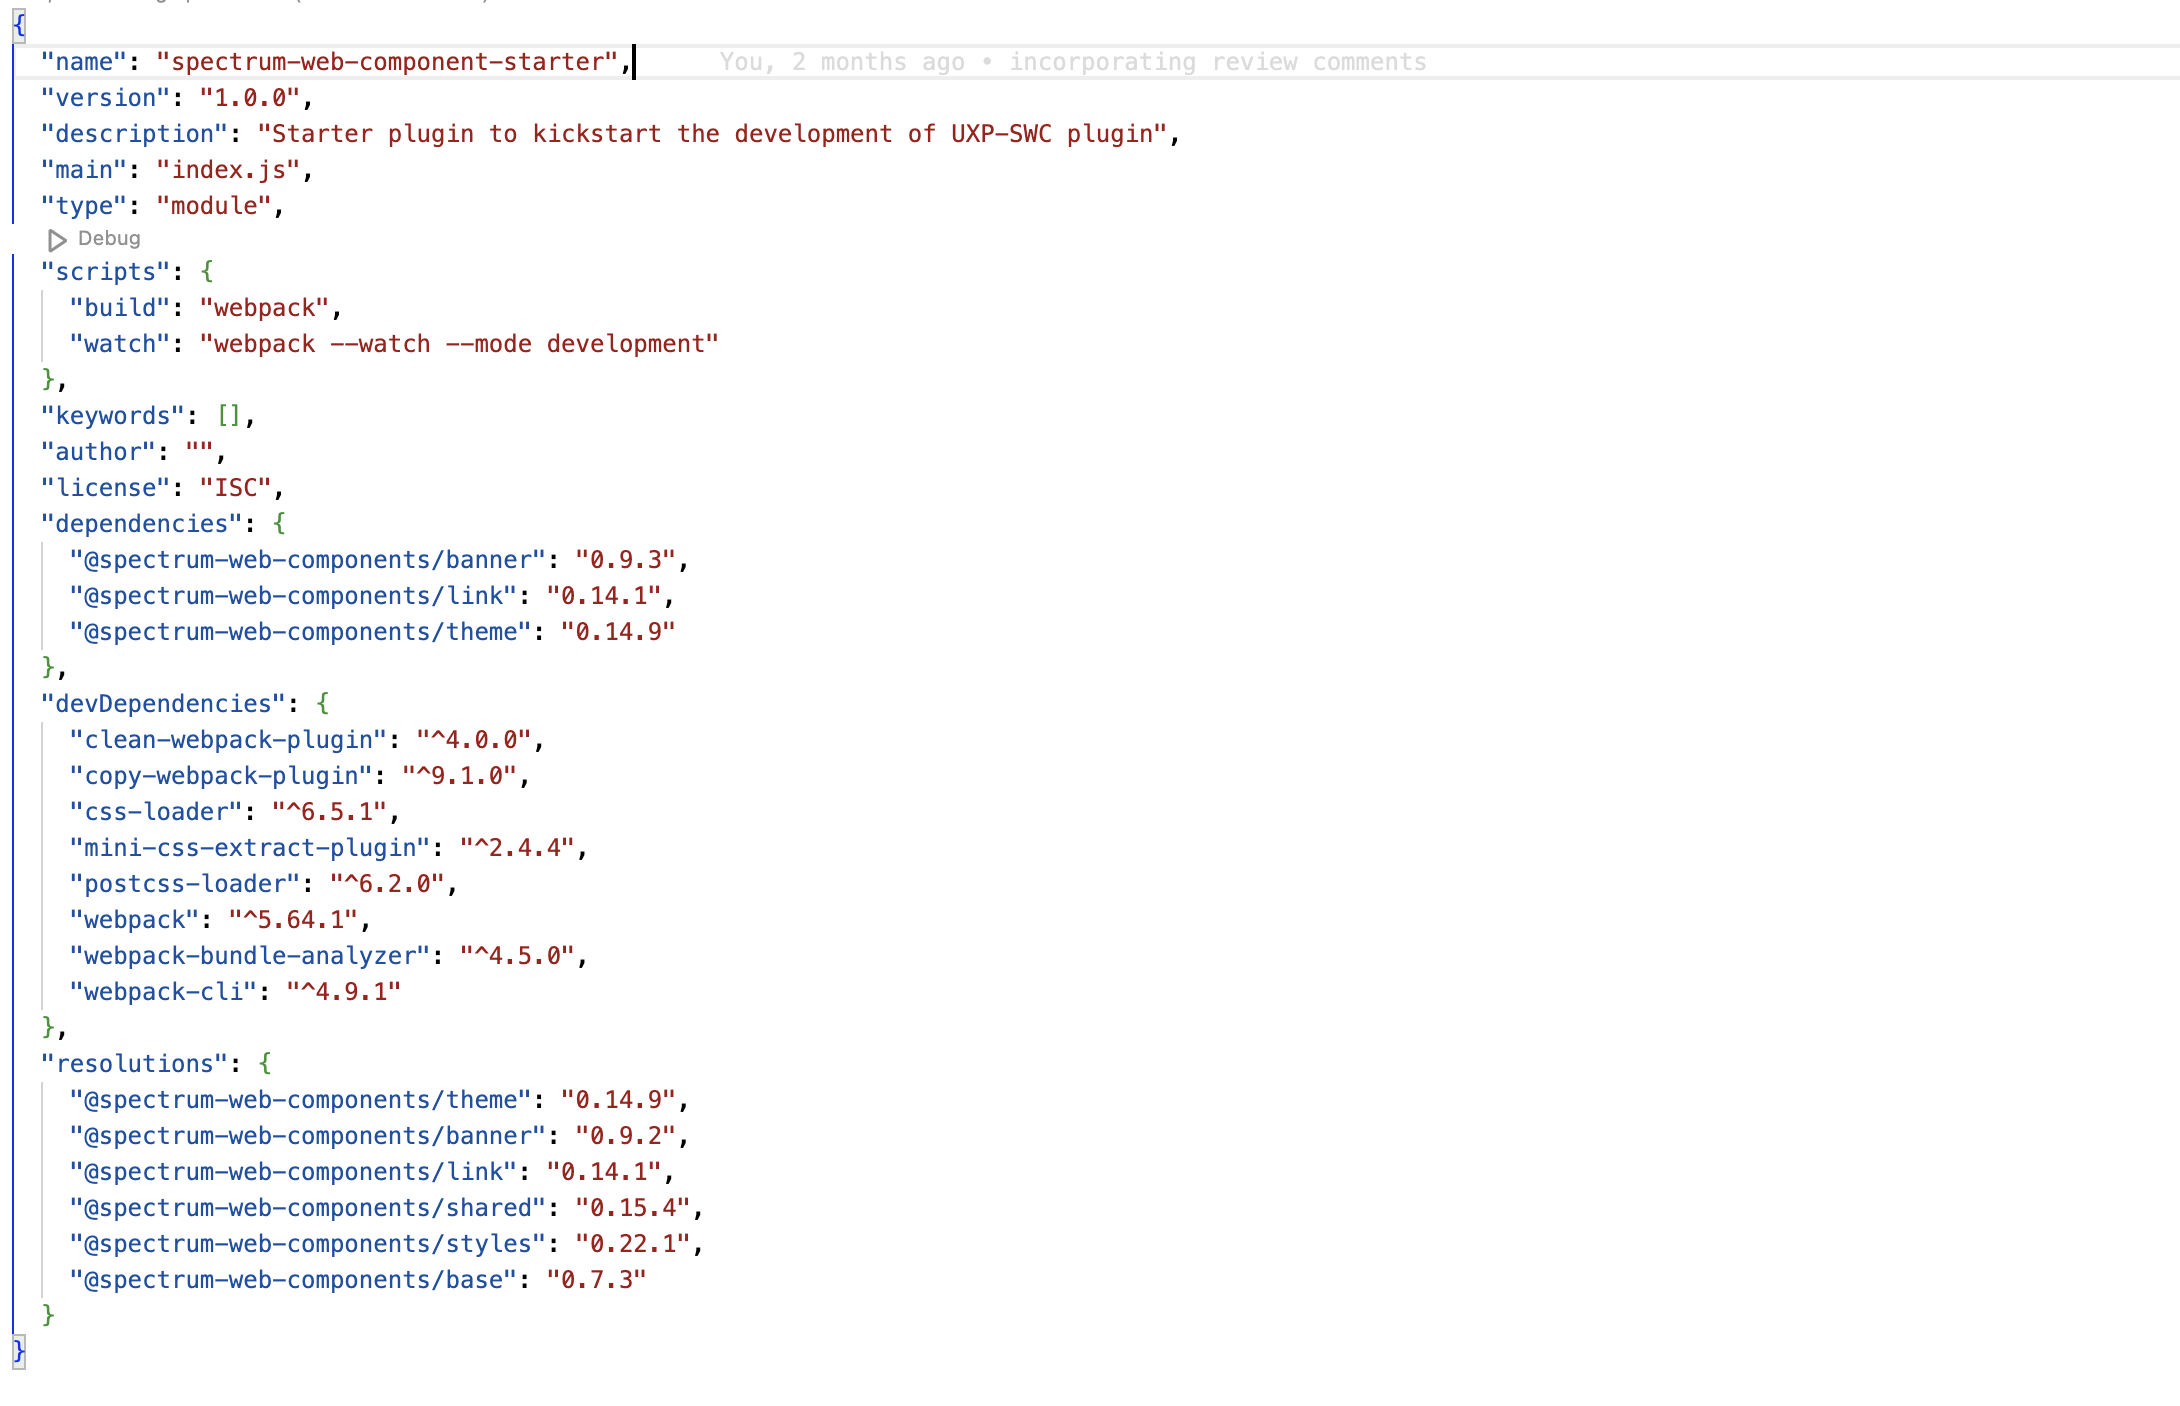 {
"name": "spectrum-web-component-starter", You, 2 months ago • incorporating review comments
"version": "1.0.0",
"description": "Starter plugin to kickstart the development of UXP-SWC plugin",
"main": "index.js",
"type": "module",
Debug
"scripts": {
"build": "webpack",
"watch": "webpack --watch --mode development"
},
"keywords": [],
"author": "",
"license": "ISC",
"dependencies": {
"@spectrum-web-components/banner": "0.9.3",
"@spectrum-web-components/link": "0.14.1",
"@spectrum-web-components/theme": "0.14.9"
},
"devDependencies": {
"clean-webpack-plugin": "^4.0.0",
"copy-webpack-plugin": "^9.1.0",
"css-loader": "^6.5.1",
"mini-css-extract-plugin": "^2.4.4",
"postcss-loader": "^6.2.0",
"webpack": "^5.64.1",
"webpack-bundle-analyzer": "^4.5.0",
"webpack-cli": "^4.9.1"
},
"resolutions": {
"@spectrum-web-components/theme": "0.14.9",
"@spectrum-web-components/banner": "0.9.2",
"@spectrum-web-components/link": "0.14.1",
"@spectrum-web-components/shared": "0.15.4",
"@spectrum-web-components/styles": "0.22.1",
"@spectrum-web-components/base": "0.7.3"
}
}